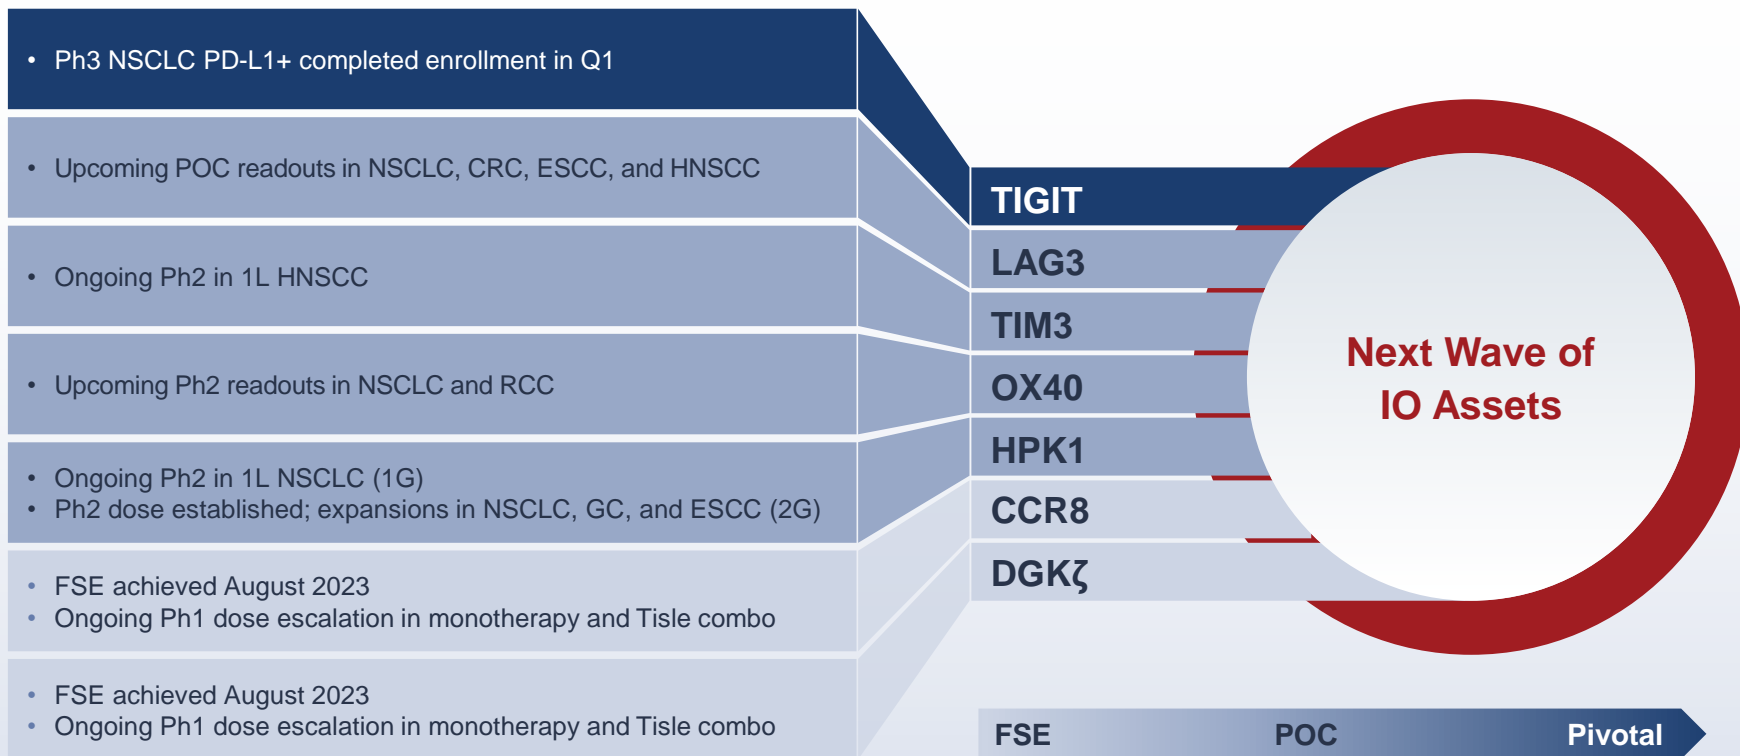 • Ph3 NSCLC PD-L1+ completed enrollment in Q1
• Upcoming POC readouts in NSCLC, CRC, ESCC, and HNSCC
• Ongoing Ph2 in 1L HNSCC
• Upcoming Ph2 readouts in NSCLC and RCC
• Ongoing Ph2 in 1L NSCLC (1G)
• Ph2 dose established; expansions in NSCLC, GC, and ESCC (2G)
• FSE achieved August 2023
• Ongoing Ph1 dose escalation in monotherapy and Tisle combo
• FSE achieved August 2023
• Ongoing Ph1 dose escalation in monotherapy and Tisle combo
TIGIT
LAG3
TIM3
OX40
HPK1
CCR8
DGKζ
Next Wave of
IO Assets
FSE POC Pivotal